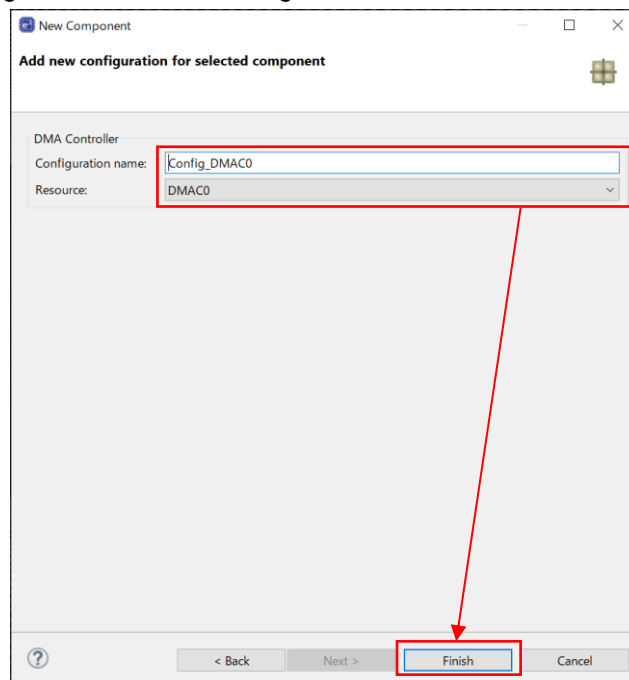 New Component
Add new configuration for selected component
DMA Controller
Configuration name: Config_DMAC0
Resource: DMAC0
? < Back Next > Finish Cancel